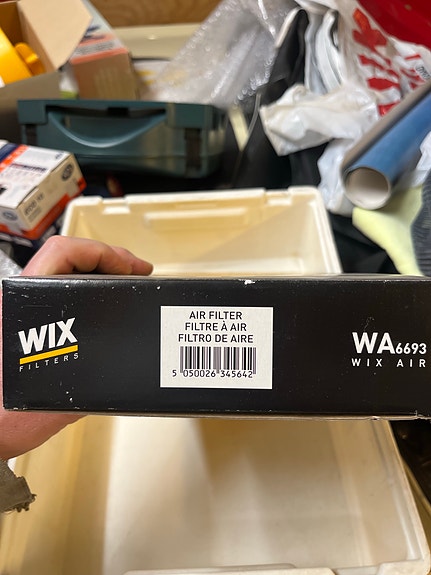 WIX
FILTERS
AIR FILTER
FILTRE À AIR
FILTRO DE AIRE
5 050026 345642
WA6693
WIX AIR